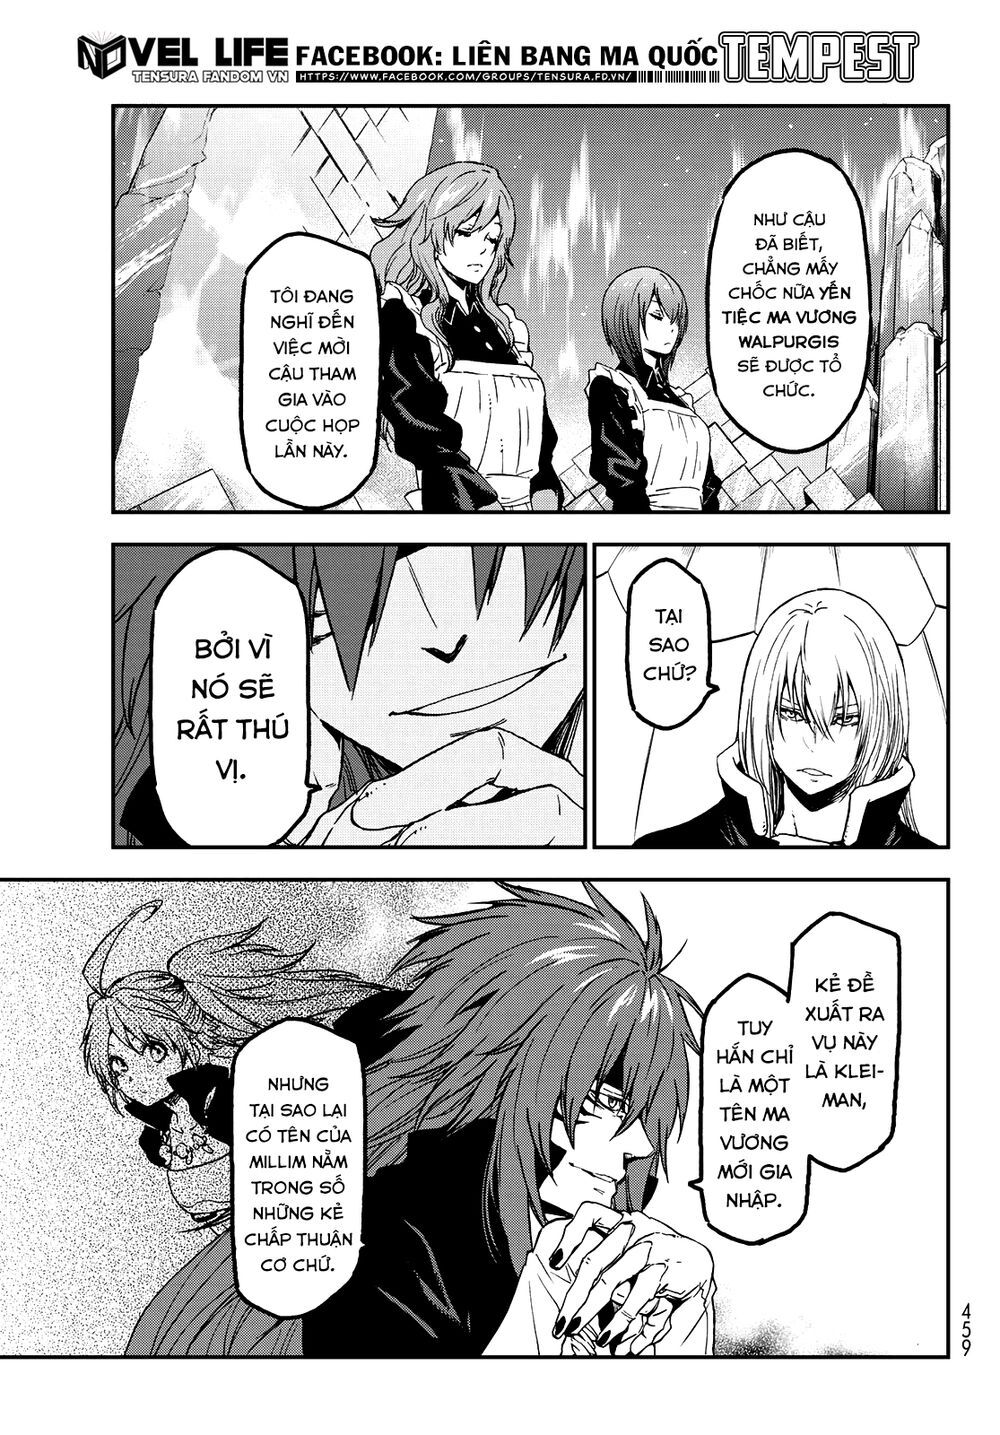 NOVEL LIFE
TENSURA FANDOM VN
FACEBOOK: LIÊN BANG MA QUỐC
HTTPS://WWW.FACEBOOK.COM/GROUPS/TENSURA.FD.VN/
TEMPEST
NHƯ CẬU
ĐÃ BIẾT,
CHẲNG MẤY
CHỐC NỮA YẾN
TIỆC MA VƯƠNG
WALPURGIS
SẼ ĐƯỢC TỔ
CHỨC.
TÔI ĐANG
NGHĨ ĐẾN
VIỆC MỜI
CẬU THAM
GIA VÀO
CUỘC HỌP
LẦN NÀY.
TẠI
SAO
CHỨ?
BỞI VÌ
NÓ SẼ
RẤT THÚ
VỊ.
KẺ ĐỀ
XUẤT RA
VỤ NÀY
LÀ KLEI-
MAN,
TUY
HẮN CHỈ
LÀ MỘT
TÊN MA
VƯƠNG
MỚI GIA
NHẬP.
NHƯNG
TẠI SAO LẠI
CÓ TÊN CỦA
MILLIM NẰM
TRONG SỐ
NHỮNG KẺ
CHẤP THUẬN
CƠ CHỨ.
459